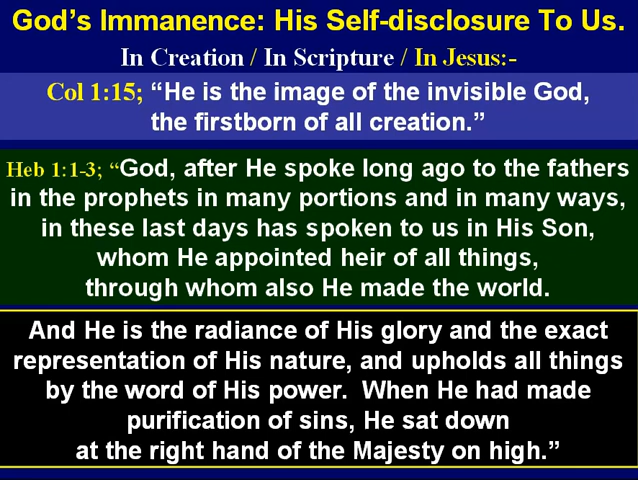 God's Immanence: His Self-disclosure To Us.
In Creation / In Scripture / In Jesus:-
Col 1:15; “He is the image of the invisible God,
the firstborn of all creation.”
Heb 1:1-3; “God, after He spoke long ago to the fathers
in the prophets in many portions and in many ways,
in these last days has spoken to us in His Son,
whom He appointed heir of all things,
through whom also He made the world.
And He is the radiance of His glory and the exact
representation of His nature, and upholds all things
by the word of His power.  When He had made
purification of sins, He sat down
at the right hand of the Majesty on high.”